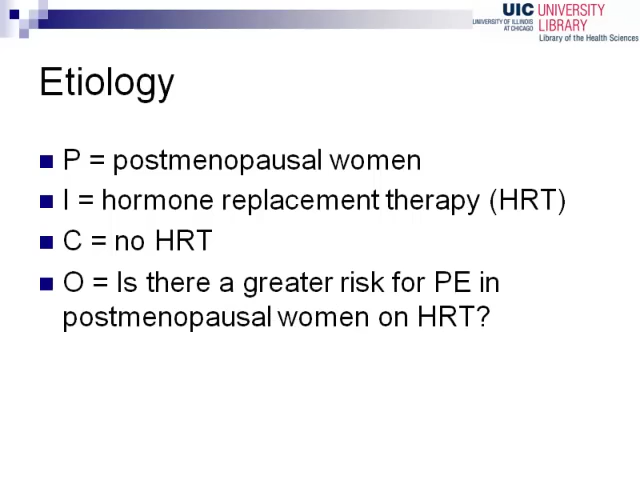 UIC UNIVERSITY
UNIVERSITY OF ILLINOIS
AT CHICAGO
LIBRARY
Library of the Health Sciences
Etiology
P = postmenopausal women
I = hormone replacement therapy (HRT)
C = no HRT
O = Is there a greater risk for PE in
postmenopausal women on HRT?